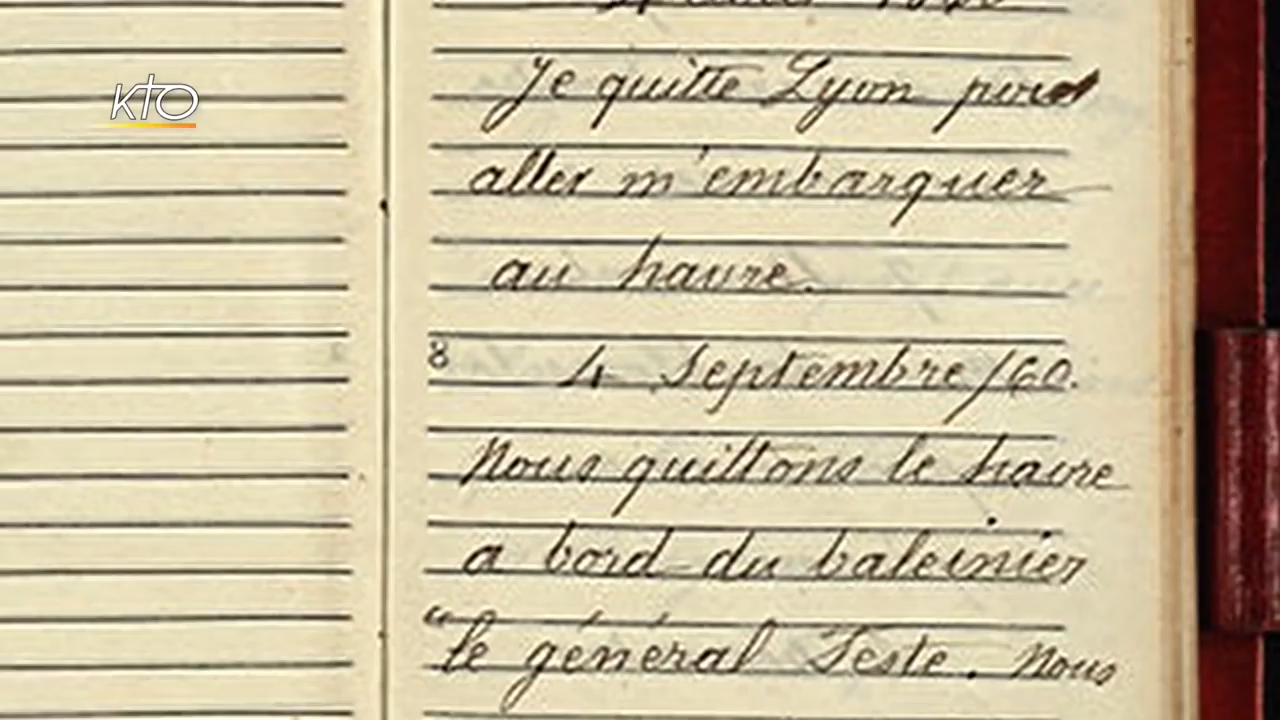 KTO
Je quitte Lyon pour
aller m'embarquer
au havre.
8 4 Septembre /60.
Nous quittons le havre
a bord du baleinier
"le général Teste. Nous